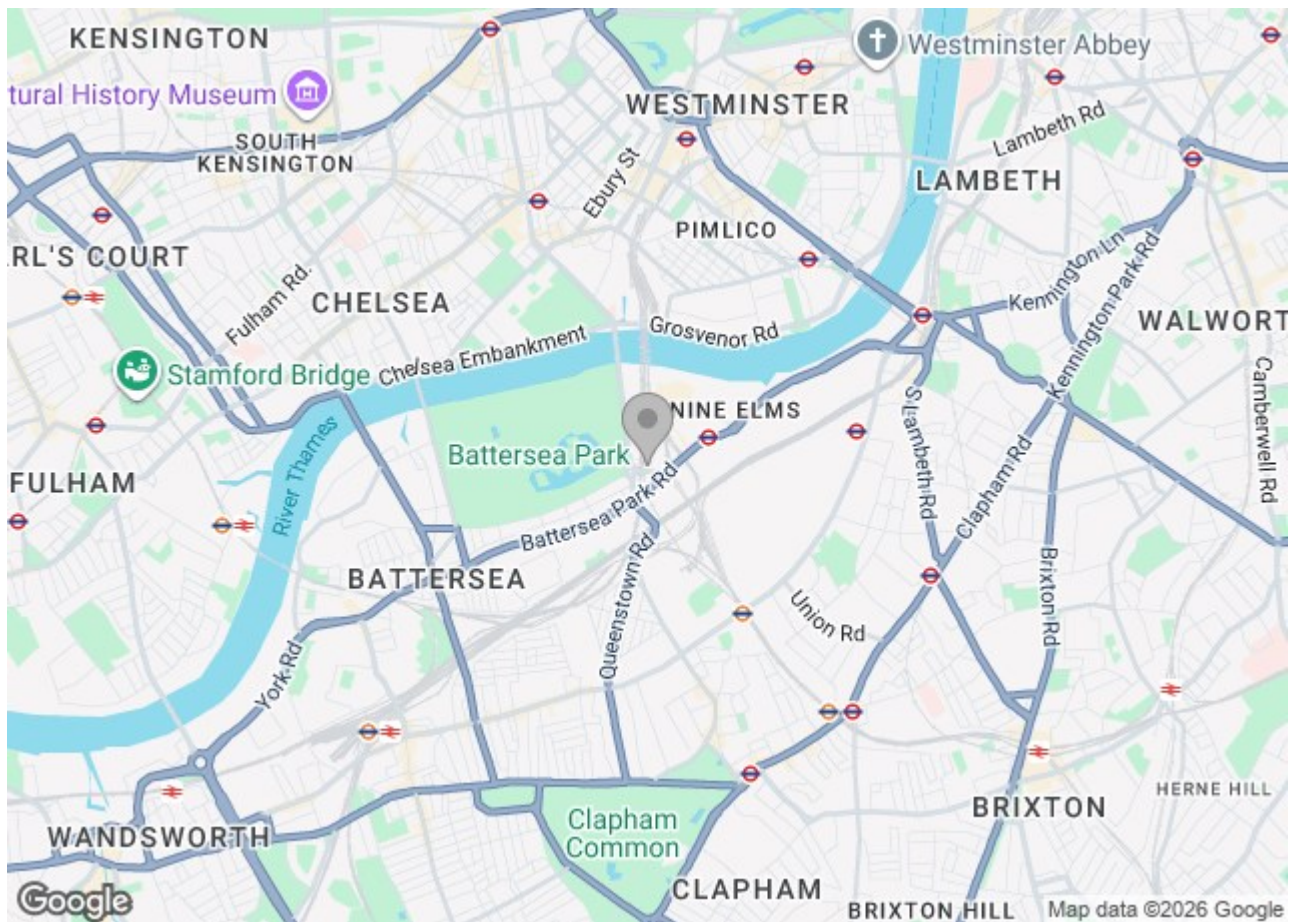 KENSINGTON
Westminster Abbey
tural History Museum
WESTMINSTER
Lambeth Rd
SOUTH
KENSINGTON
LAMBETH
Ebury St
PIMLICO
RL'S COURT
Kennington Ln
Kennington Park Rd
Fulham Rd.
CHELSEA
WALWORT
Grosvenor Rd
Chelsea Embankment
Stamford Bridge
Camberwell Rd
NINE ELMS
S Lambeth Rd
Battersea Park
Clapham Rd
FULHAM
River Thames
Battersea Park Rd
BATTERSEA
Queenstown Rd
Union Rd
Brixton Rd
York Rd
HERNE HILL
BRIXTON
WANDSWORTH
Clapham
Common
CLAPHAM
BRIXTON HILL
Google
Map data ©2026 Google